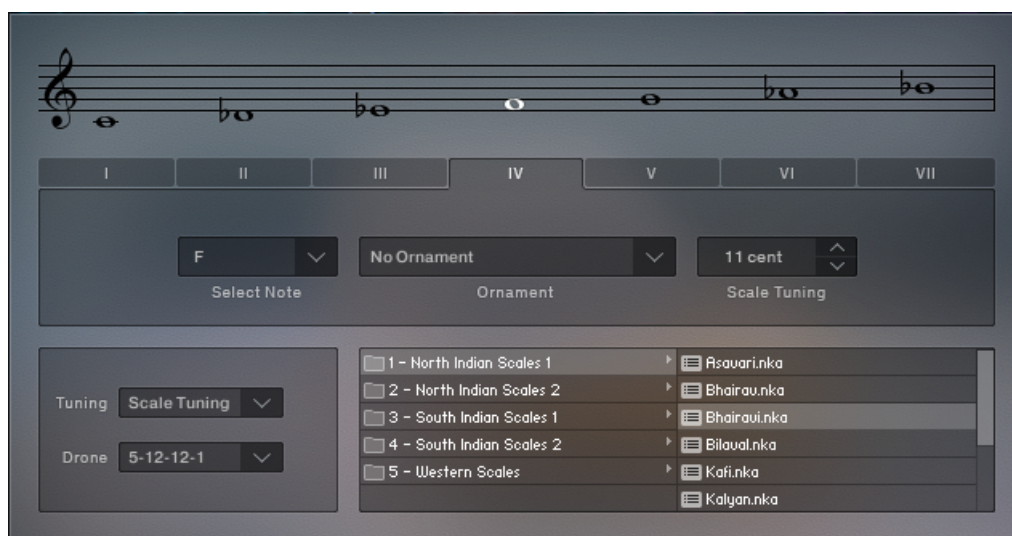 I II III IV V VI VII
F No Ornament 11 cent
Select Note Ornament Scale Tuning
Tuning Scale Tuning
Drone 5-12-12-1
1 - North Indian Scales 1
2 - North Indian Scales 2
3 - South Indian Scales 1
4 - South Indian Scales 2
5 - Western Scales
Asavari.nka
Bhairav.nka
Bhairavi.nka
Bilaval.nka
Kafi.nka
Kalyan.nka